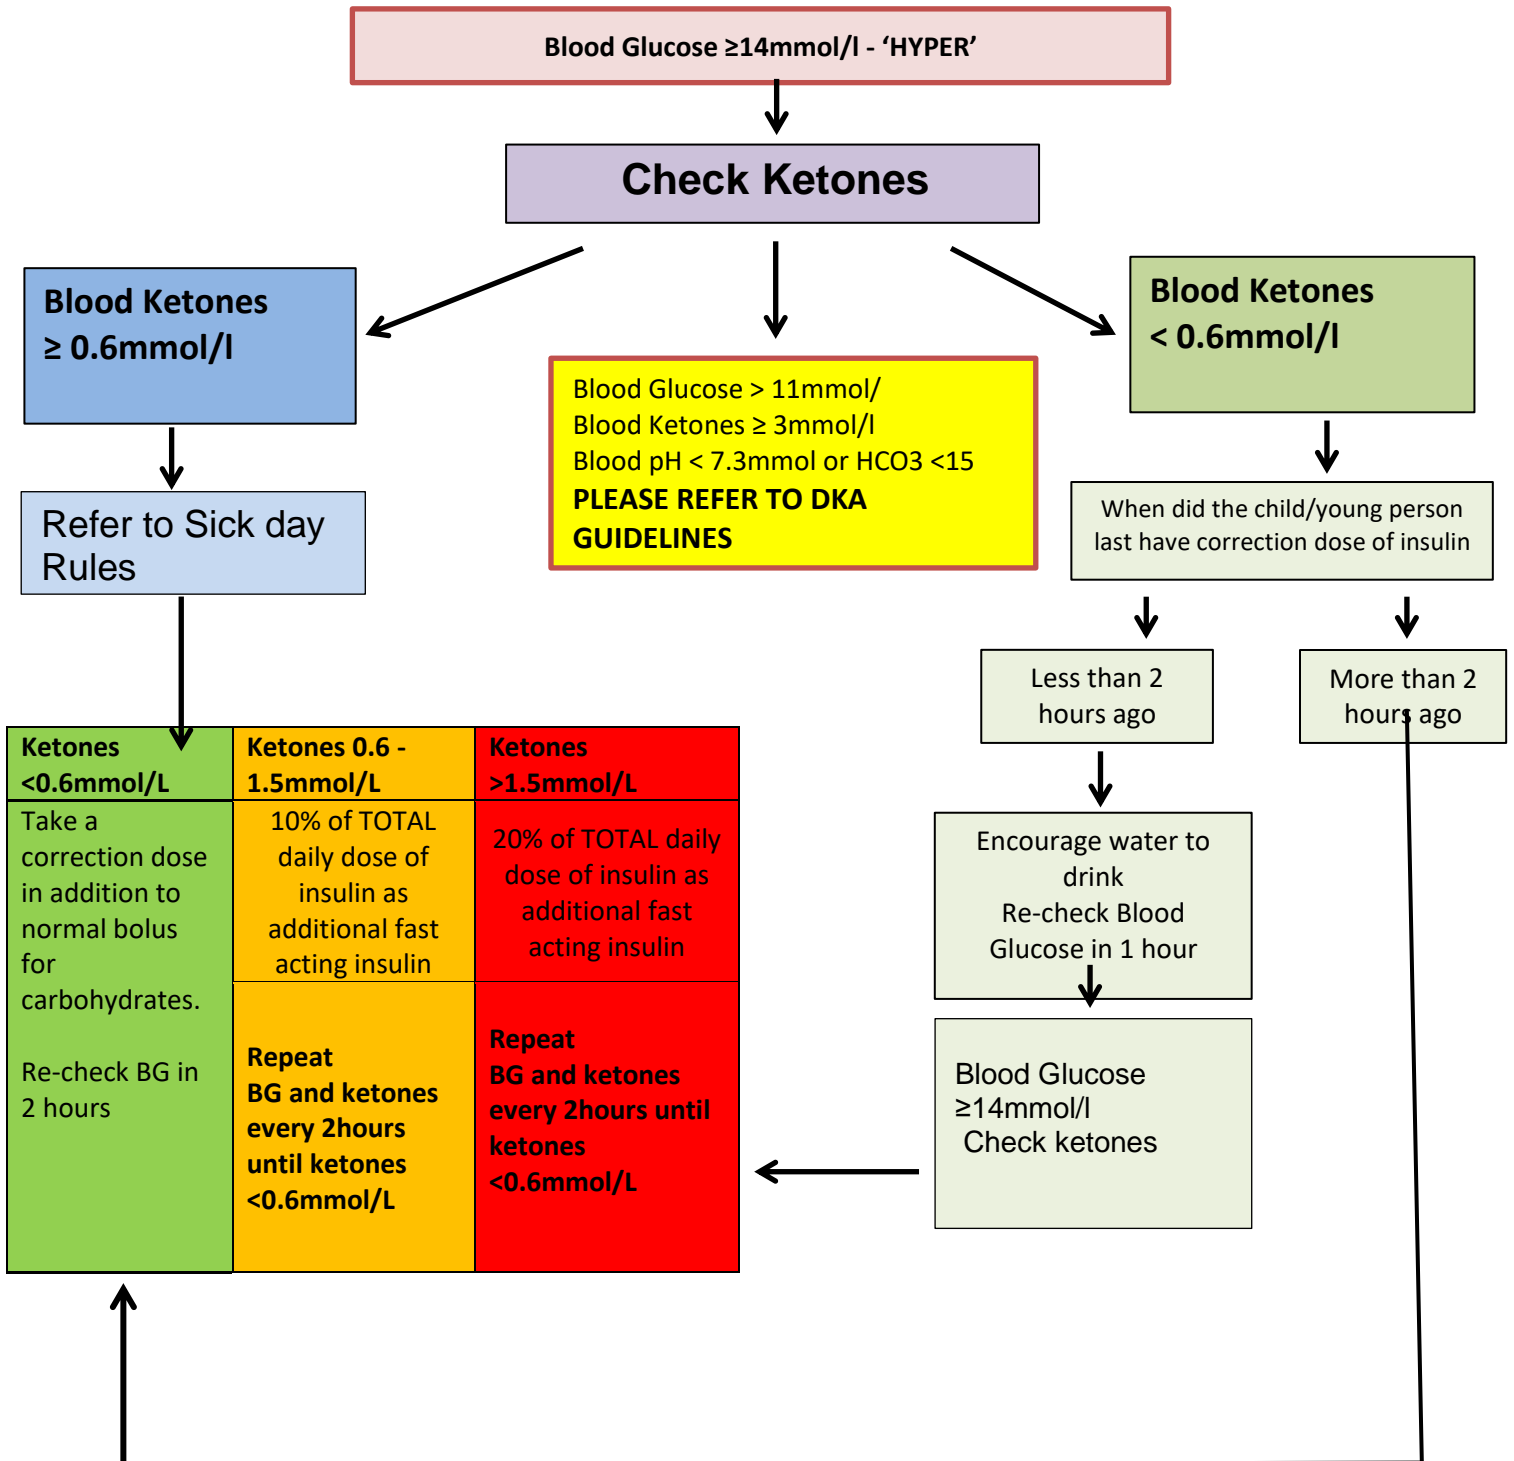 Blood Glucose ≥14mmol/l - ‘HYPER’
Check Ketones
Blood Ketones
≥ 0.6mmol/l
Blood Glucose > 11mmol/
Blood Ketones ≥ 3mmol/l
Blood pH < 7.3mmol or HCO3 <15
PLEASE REFER TO DKA
GUIDELINES
Blood Ketones
< 0.6mmol/l
Refer to Sick day
Rules
When did the child/young person
last have correction dose of insulin
Less than 2
hours ago
More than 2
hours ago
Ketones
<0.6mmol/L
Ketones 0.6 -
1.5mmol/L
Ketones
>1.5mmol/L
Take a
correction dose
in addition to
normal bolus
for
carbohydrates.
Re-check BG in
2 hours
10% of TOTAL
daily dose of
insulin as
additional fast
acting insulin
20% of TOTAL daily
dose of insulin as
additional fast
acting insulin
Repeat
BG and ketones
every 2hours
until ketones
<0.6mmol/L
Repeat
BG and ketones
every 2hours until
ketones
<0.6mmol/L
Encourage water to
drink
Re-check Blood
Glucose in 1 hour
Blood Glucose
≥14mmol/l
Check ketones